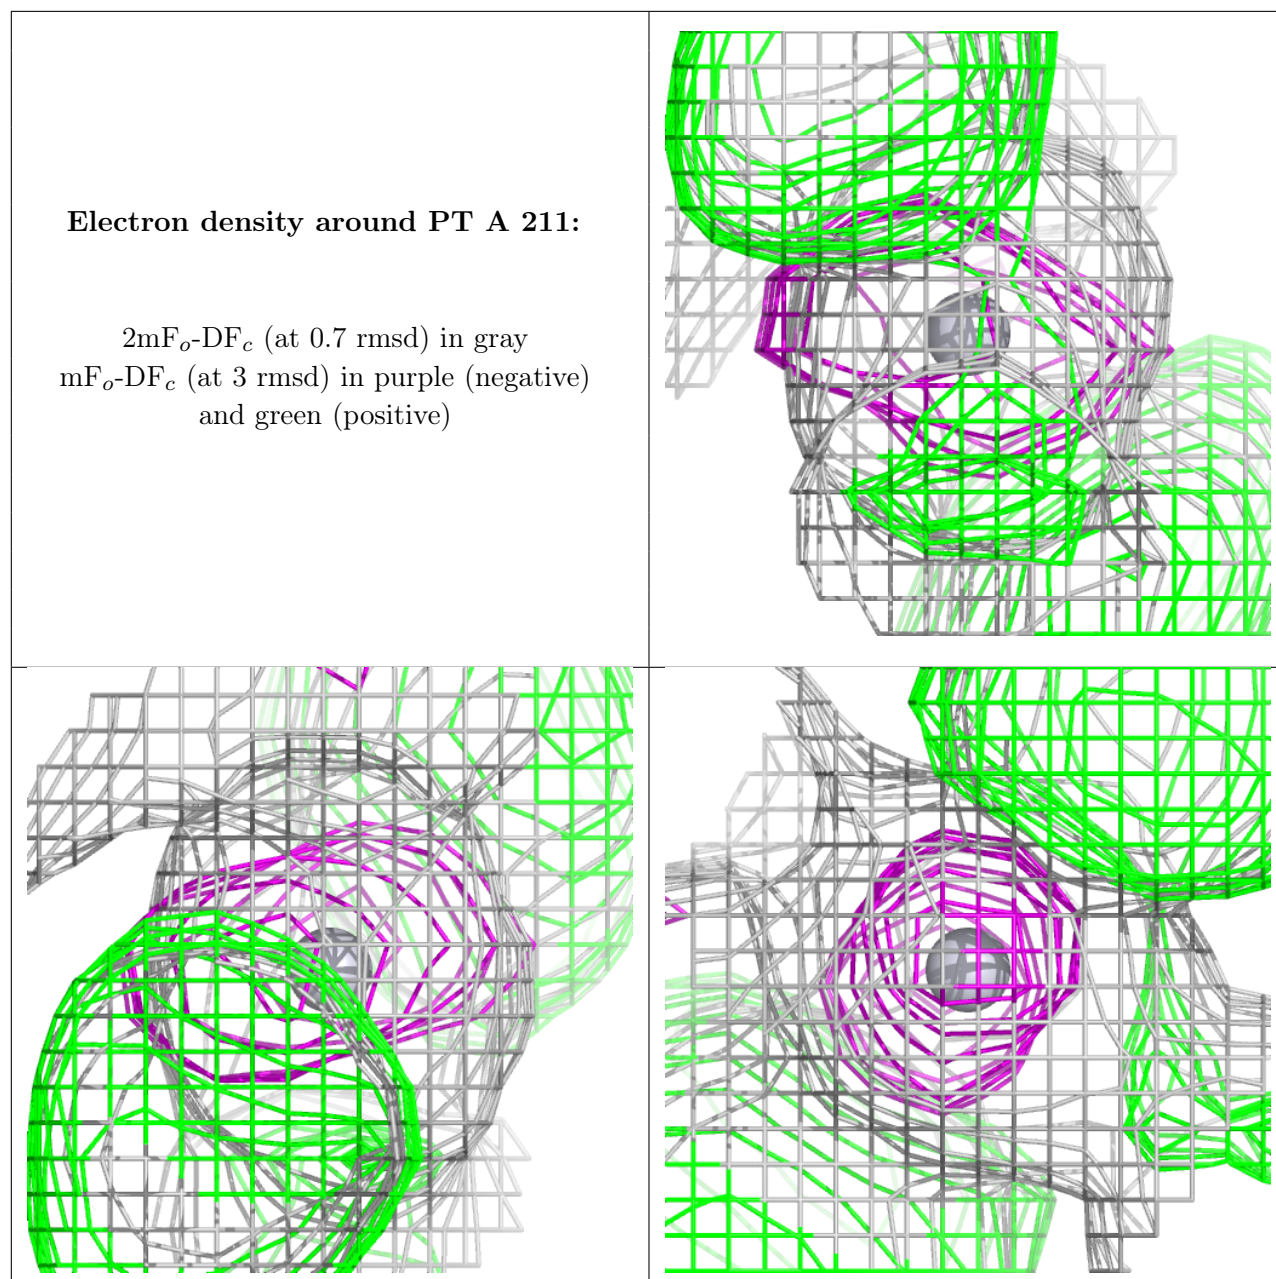 Electron density around PT A 211:
2mFo-DFc (at 0.7 rmsd) in gray
mFo-DFc (at 3 rmsd) in purple (negative)
and green (positive)